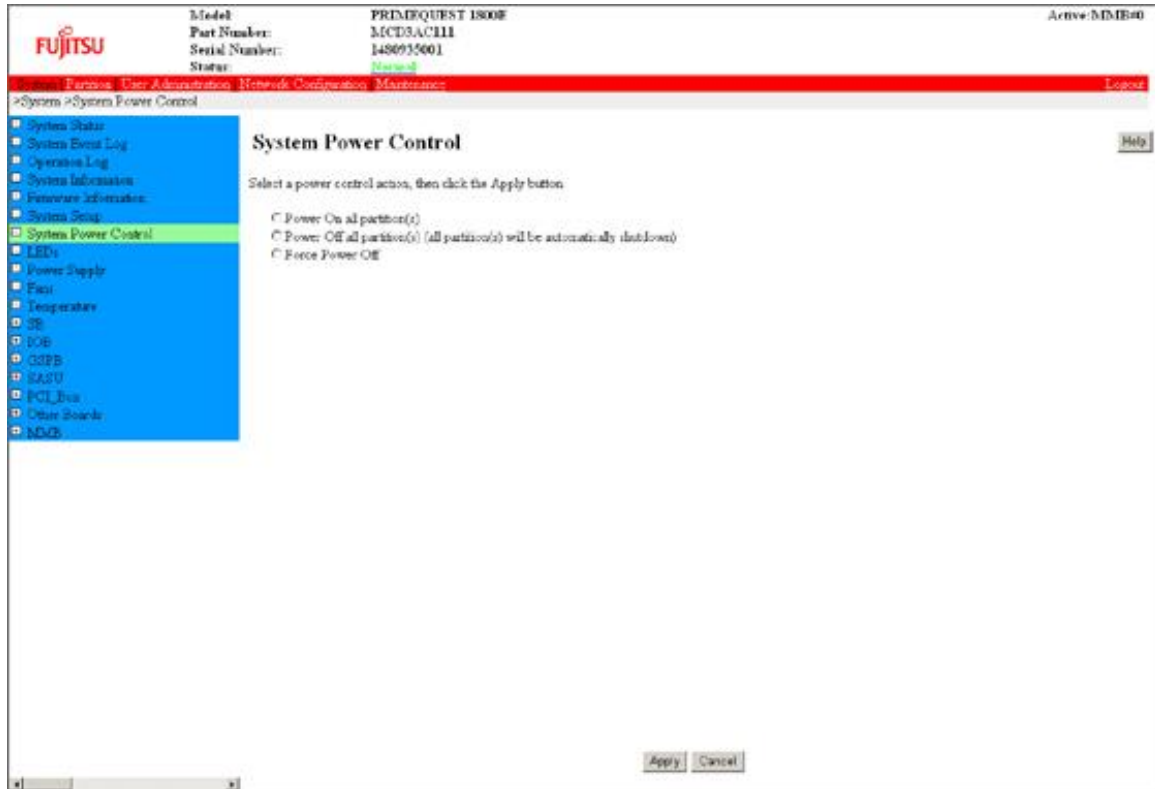 FUJITSU
Model: PRIMEQUEST 1800E
Part Number: MCD3AC111
Serial Number: 1480935001
Status: Normal
Active:MMB#0
System Partition User Administration Network Configuration Maintenance Logout
>System >System Power Control
System Status
System Event Log
Operation Log
System Information
Firmware Information
System Setup
System Power Control
LEDs
Power Supply
Fans
Temperature
SB
IOB
GSPB
SASU
PCI_Box
Other Boards
MMB
System Power Control
Help
Select a power control action, then click the Apply button
Power On all partition(s)
Power Off all partition(s) (all partition(s) will be automatically shutdown)
Force Power Off
Apply Cancel